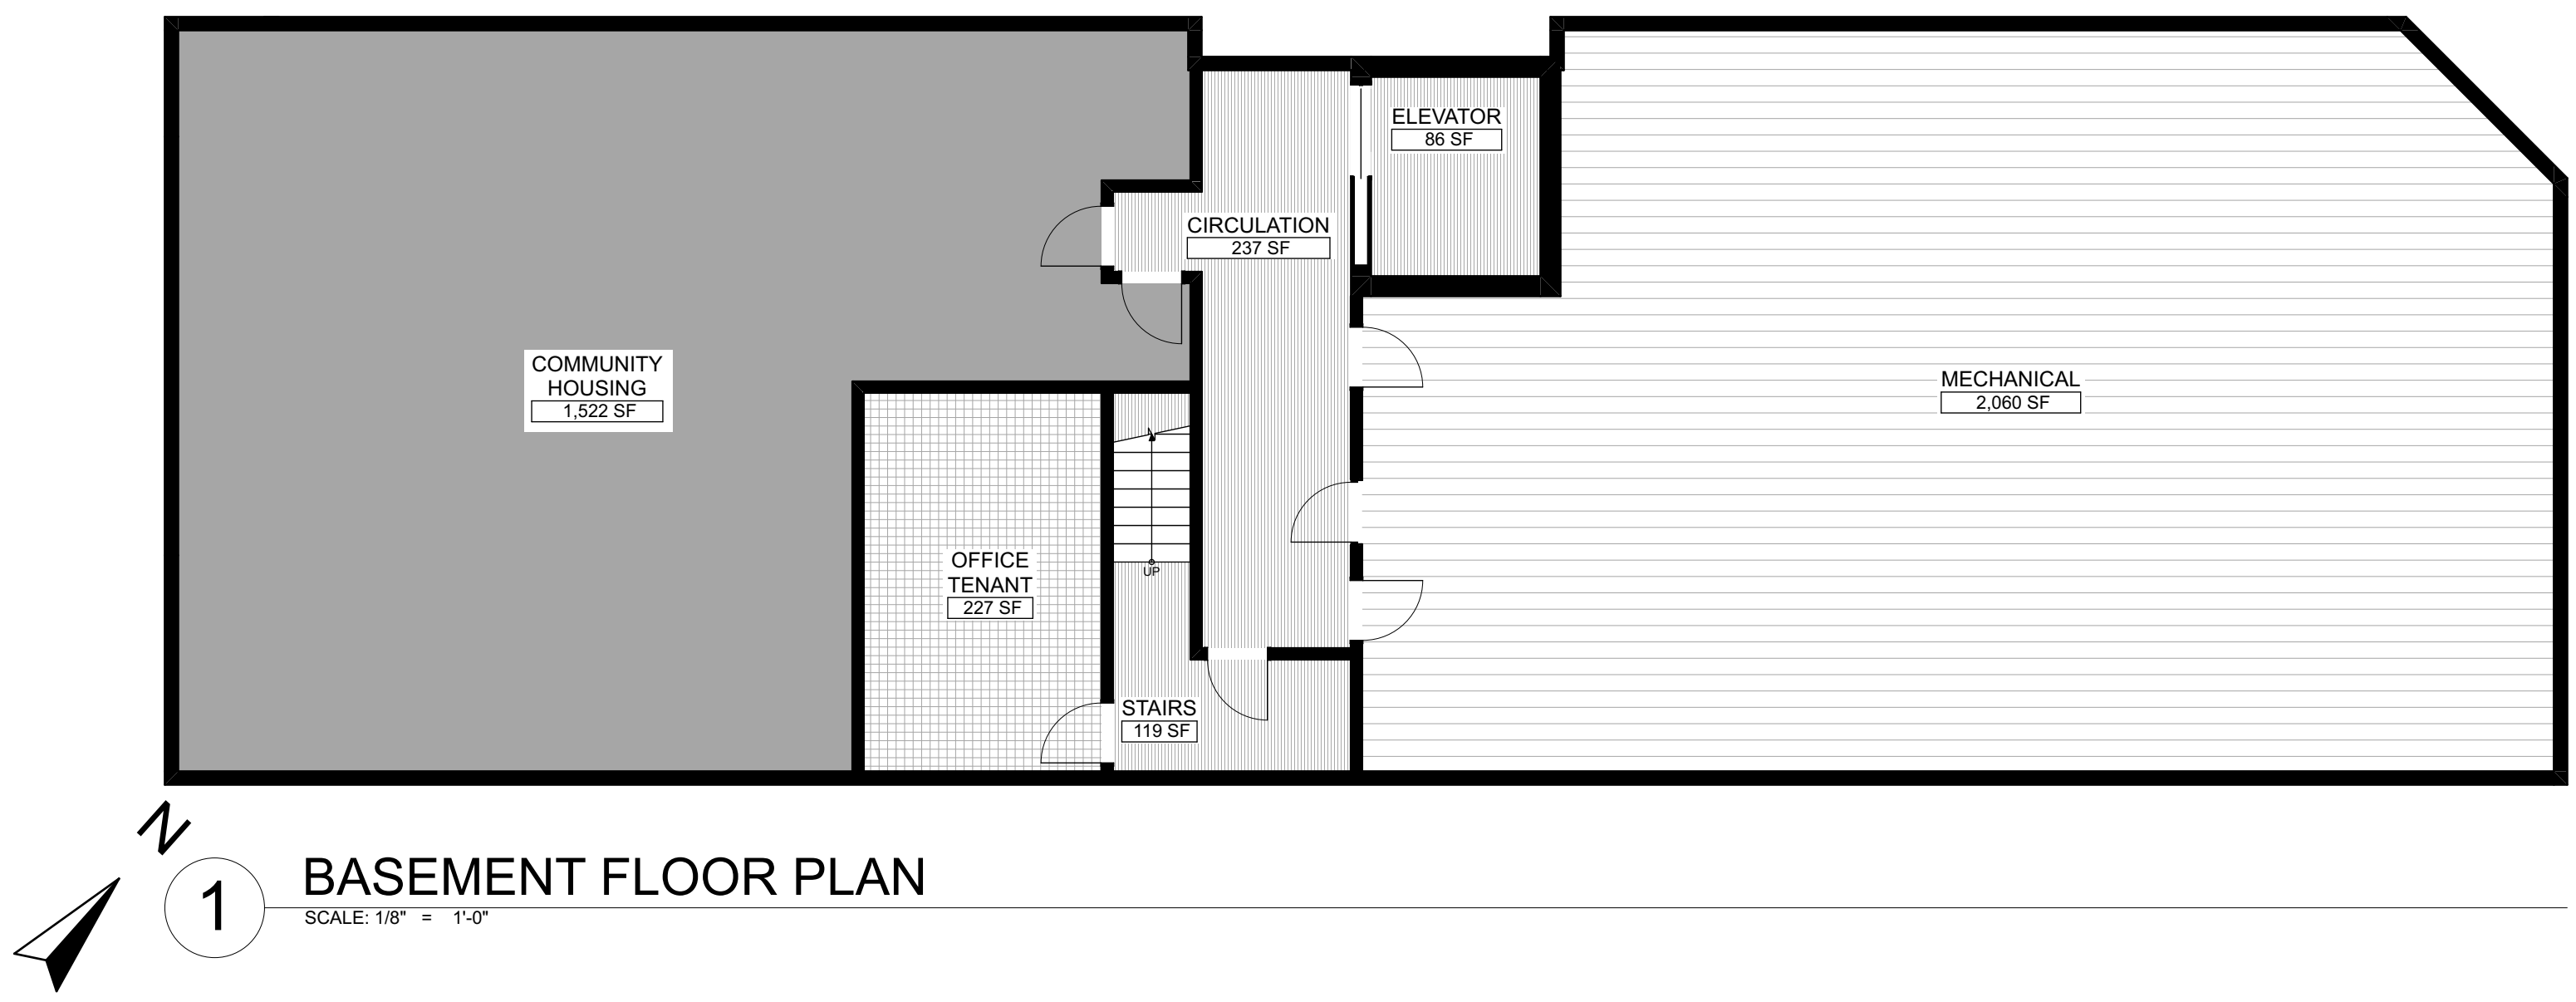 ELEVATOR
86 SF
CIRCULATION
237 SF
COMMUNITY
HOUSING
1,522 SF
MECHANICAL
2,060 SF
OFFICE
TENANT
227 SF
UP
STAIRS
119 SF
N
1
BASEMENT FLOOR PLAN
SCALE: 1/8" = 1'-0"